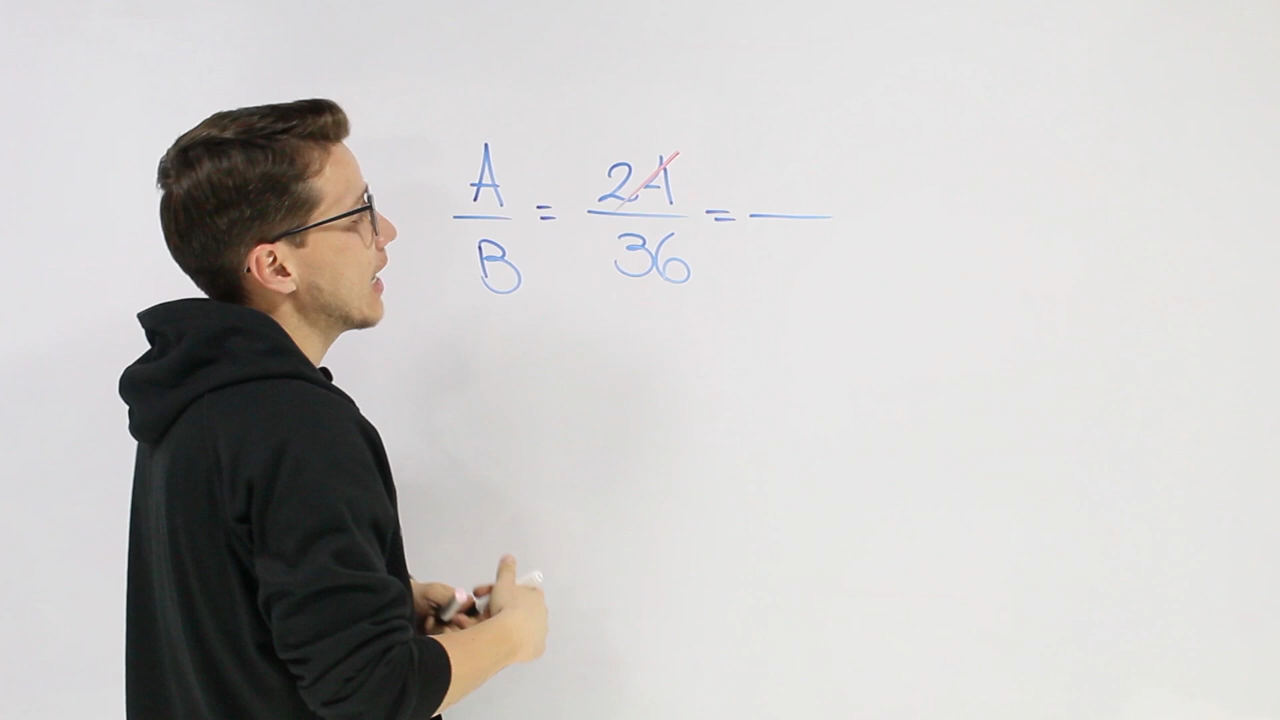 A 24
= =
B 36